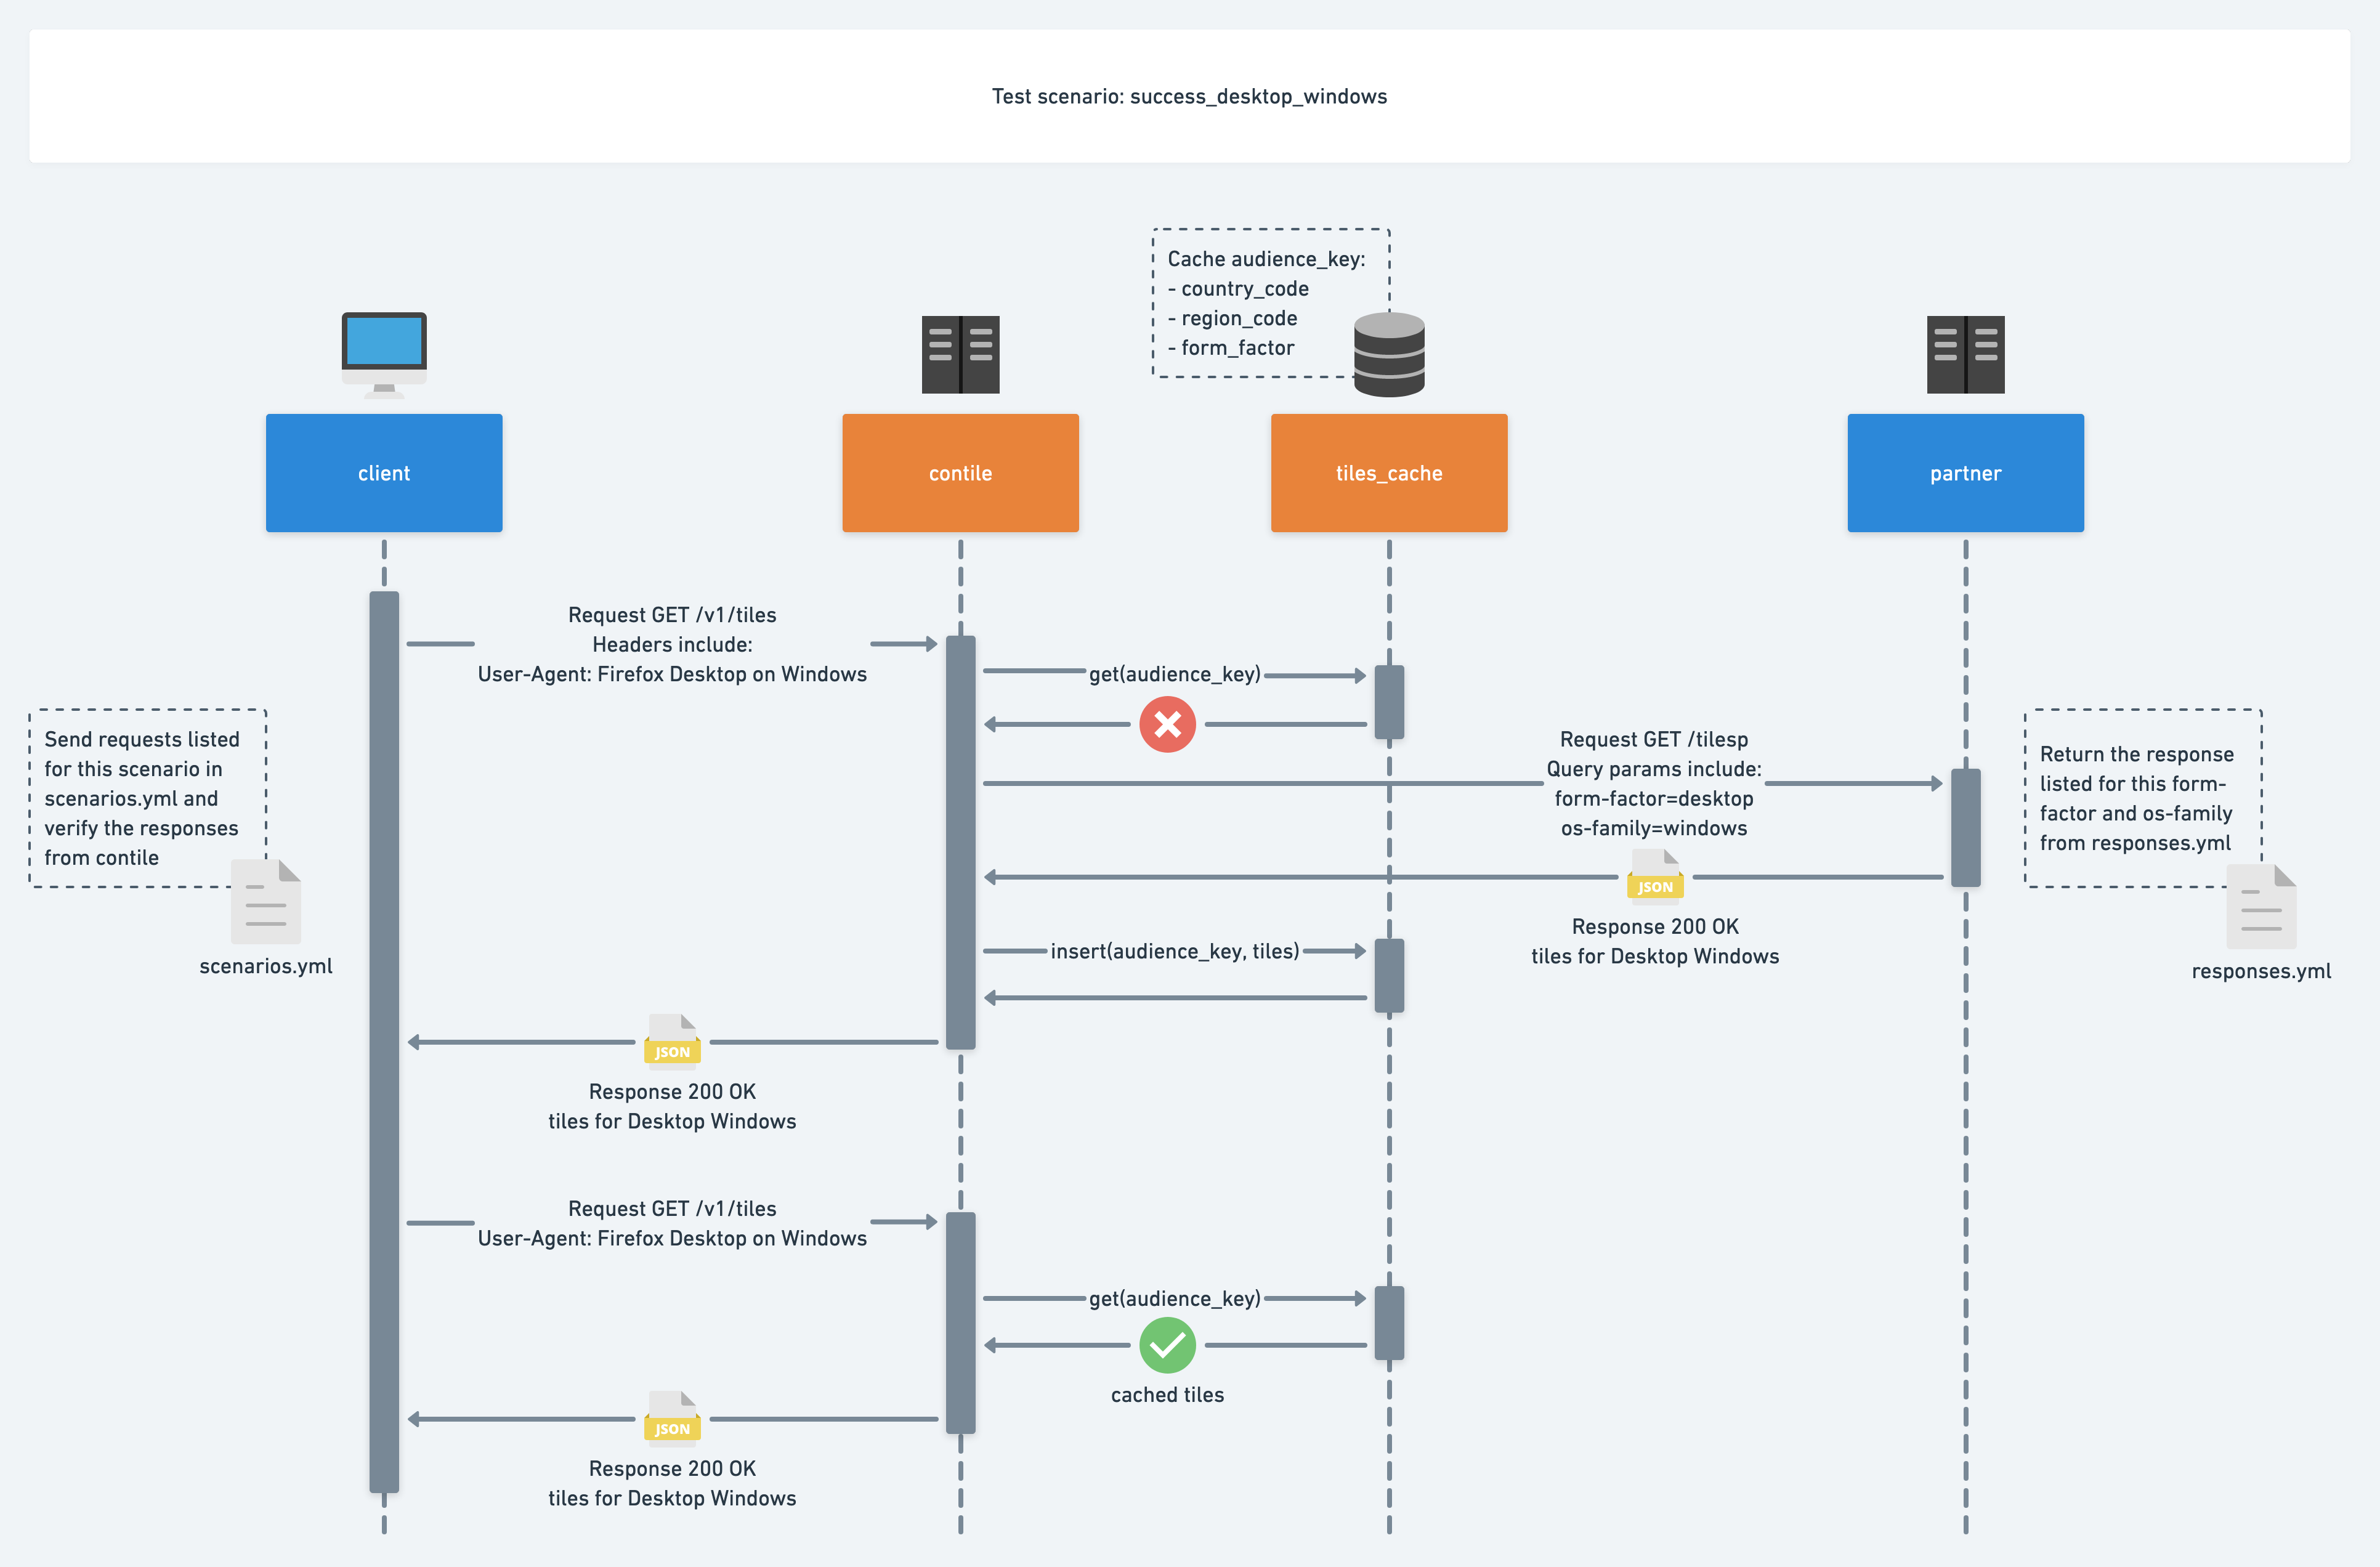 Test scenario: success_desktop_windows
Cache audience_key:
- country_code
- region_code
- form_factor
client
contile
tiles_cache
partner
Request GET /v1/tiles
Headers include:
User-Agent: Firefox Desktop on Windows
get(audience_key)
Send requests listed
for this scenario in
scenarios.yml and
verify the responses
from contile
scenarios.yml
Request GET /tilesp
Query params include:
form-factor=desktop
os-family=windows
Return the response
listed for this form-
factor and os-family
from responses.yml
responses.yml
JSON
Response 200 OK
tiles for Desktop Windows
insert(audience_key, tiles)
JSON
Response 200 OK
tiles for Desktop Windows
Request GET /v1/tiles
User-Agent: Firefox Desktop on Windows
get(audience_key)
cached tiles
JSON
Response 200 OK
tiles for Desktop Windows